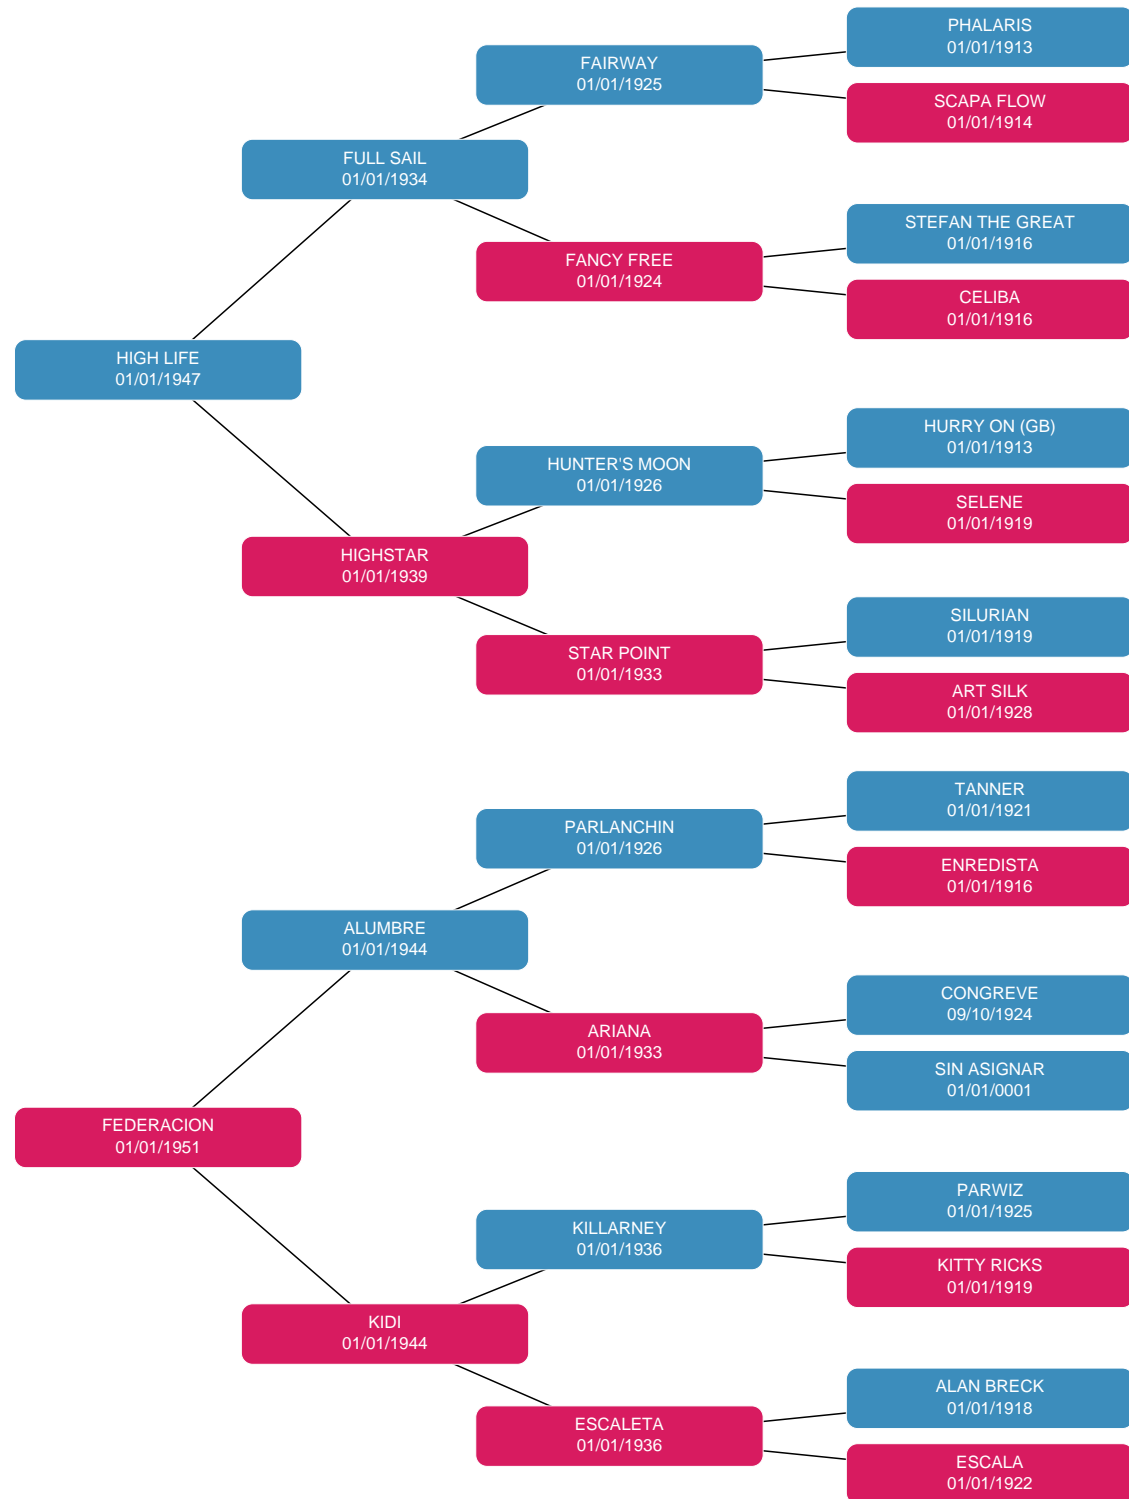 PHALARIS
01/01/1913
FAIRWAY
01/01/1925
SCAPA FLOW
01/01/1914
FULL SAIL
01/01/1934
STEFAN THE GREAT
01/01/1916
FANCY FREE
01/01/1924
CELIBA
01/01/1916
HIGH LIFE
01/01/1947
HURRY ON (GB)
01/01/1913
HUNTER'S MOON
01/01/1926
SELENE
01/01/1919
HIGHSTAR
01/01/1939
SILURIAN
01/01/1919
STAR POINT
01/01/1933
ART SILK
01/01/1928
TANNER
01/01/1921
PARLANCHIN
01/01/1926
ENREDISTA
01/01/1916
ALUMBRE
01/01/1944
CONGREVE
09/10/1924
ARIANA
01/01/1933
SIN ASIGNAR
01/01/0001
FEDERACION
01/01/1951
PARWIZ
01/01/1925
KILLARNEY
01/01/1936
KITTY RICKS
01/01/1919
KIDI
01/01/1944
ALAN BRECK
01/01/1918
ESCALETA
01/01/1936
ESCALA
01/01/1922